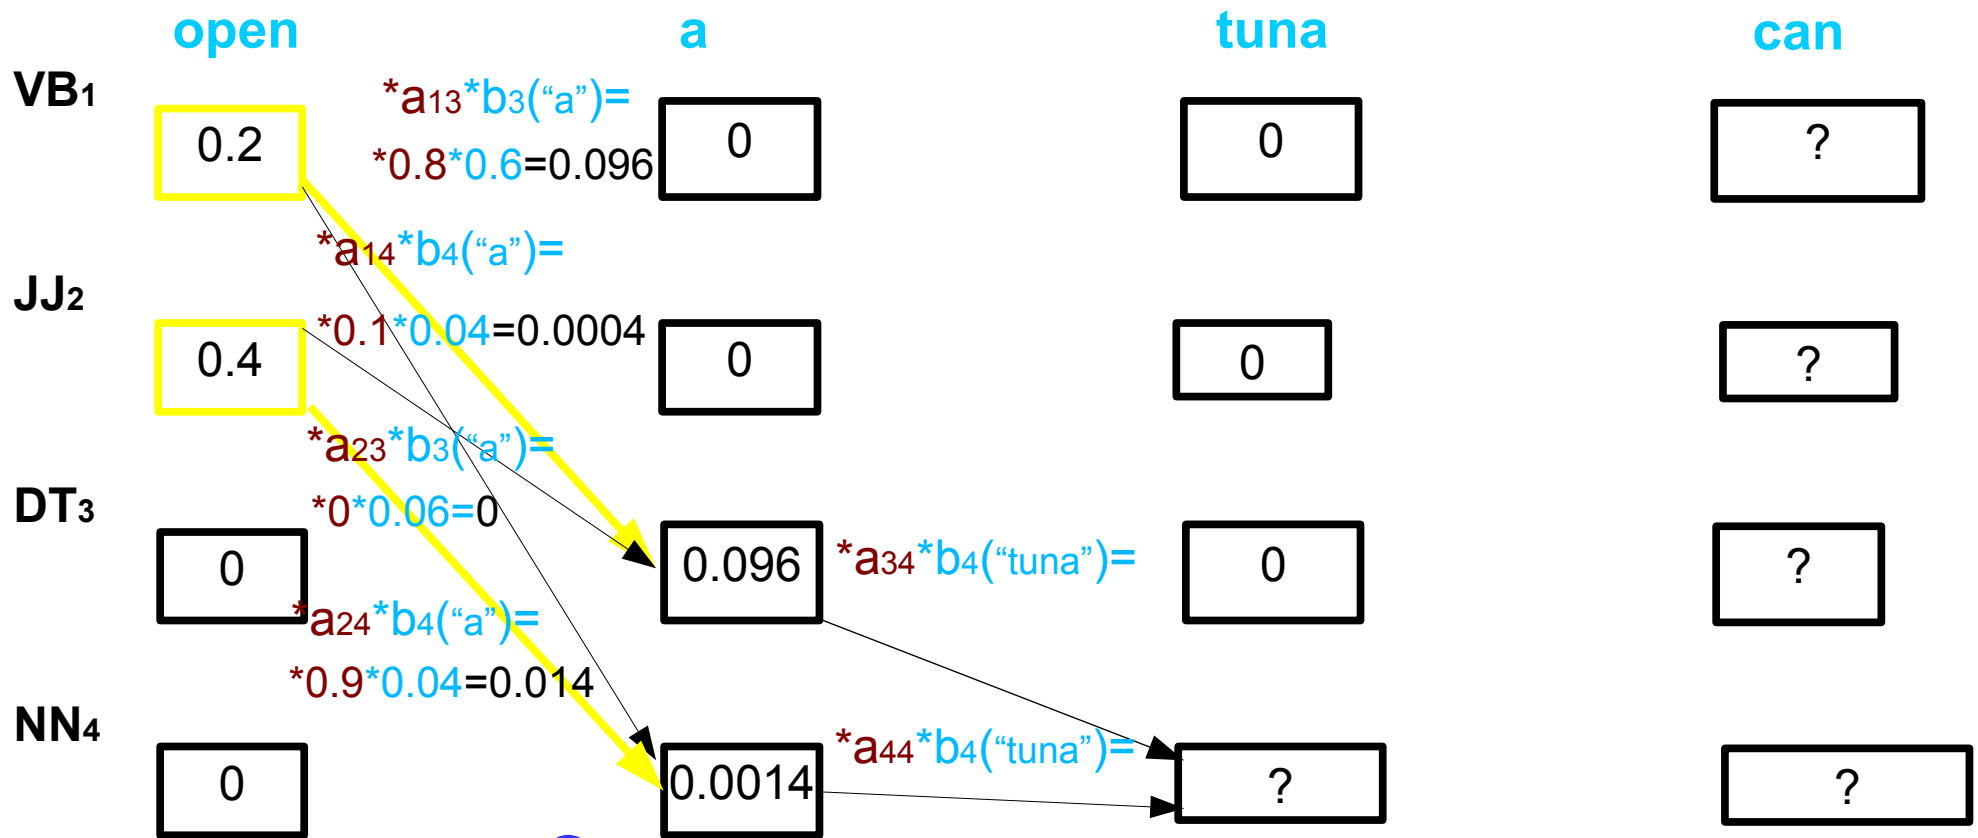 open a tuna can
VB1
*a13*b3(“a”)=
0.2 0 0 ?
*0.8*0.6=0.096
*a14*b4(“a”)=
JJ2
*0.1*0.04=0.0004
0.4 0 0 ?
*a23*b3(“a”)=
DT3
*0*0.06=0
0 0.096 *a34*b4(“tuna”)= 0 ?
*a24*b4(“a”)=
*0.9*0.04=0.014
NN4
*a44*b4(“tuna”)=
0 0.0014 ? ?